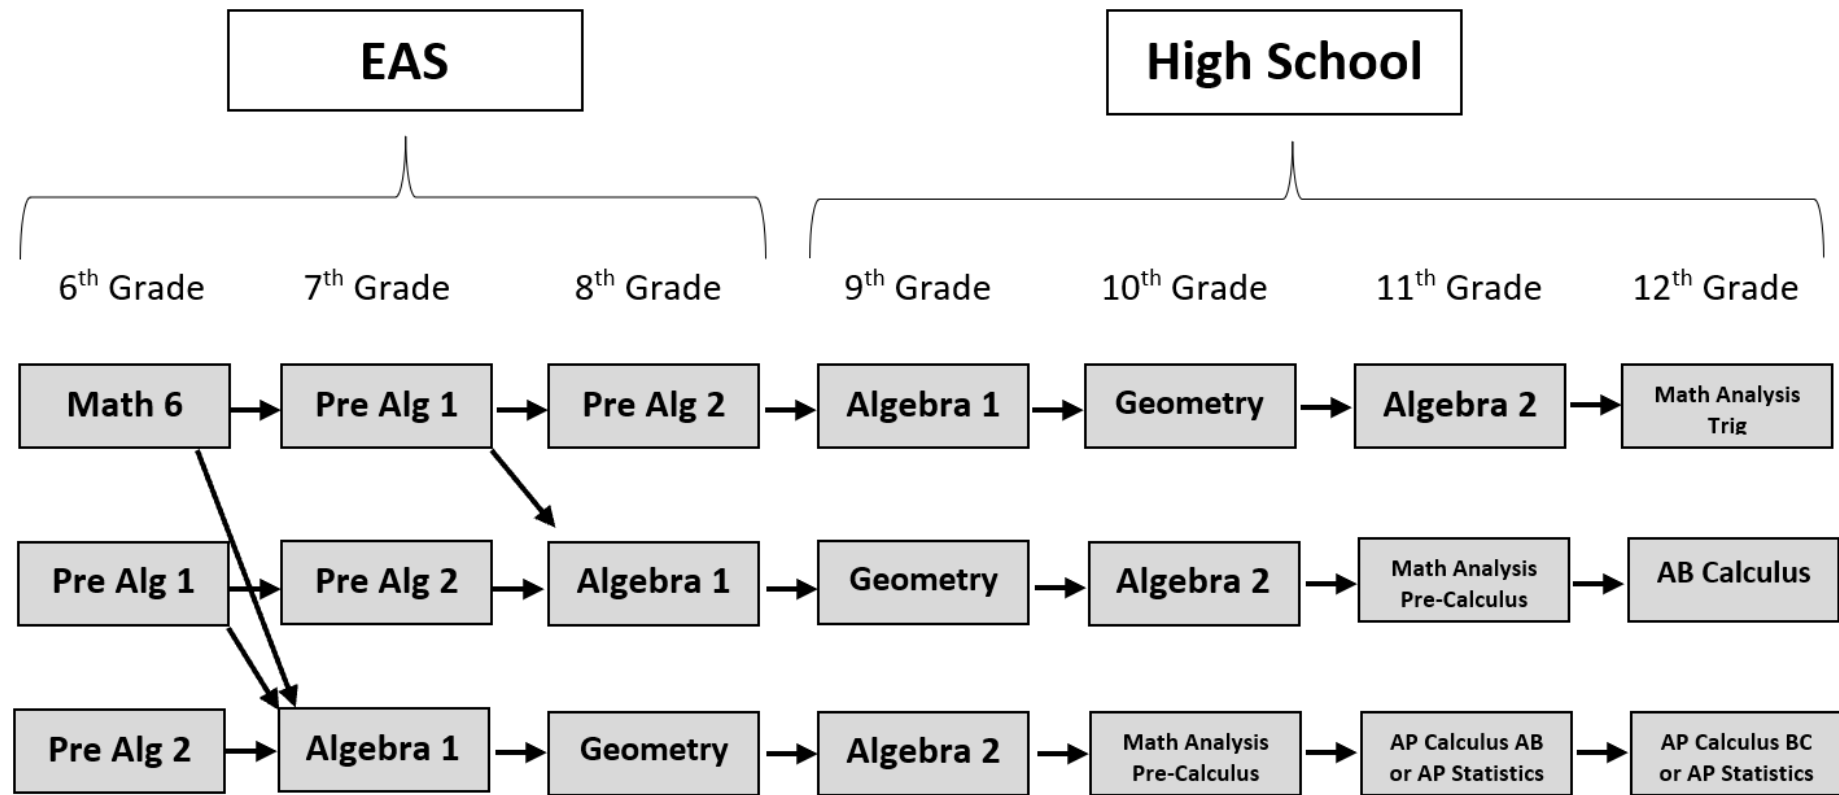 EAS
High School
6th Grade
7th Grade
8th Grade
9th Grade
10th Grade
11th Grade
12th Grade
Math 6
Pre Alg 1
Pre Alg 2
Algebra 1
Geometry
Algebra 2
Math Analysis
Trig
Pre Alg 1
Pre Alg 2
Algebra 1
Geometry
Algebra 2
Math Analysis
Pre-Calculus
AB Calculus
Pre Alg 2
Algebra 1
Geometry
Algebra 2
Math Analysis
Pre-Calculus
AP Calculus AB
or AP Statistics
AP Calculus BC
or AP Statistics